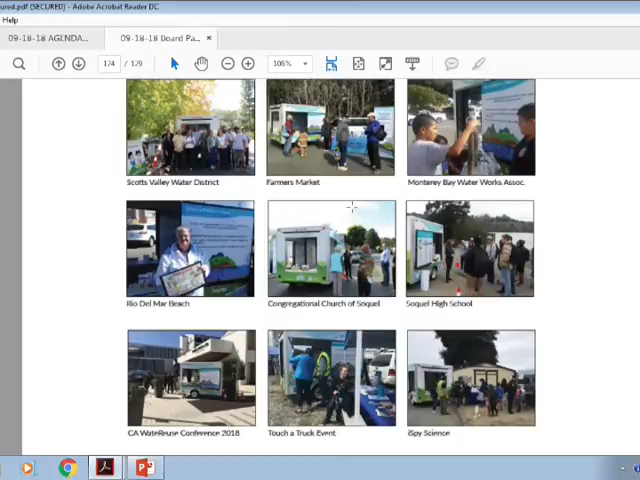 ured.pdf (SECURED) - Adobe Acrobat Reader DC
Help
09-18-18 AGENDA...
09-18-18 Board Pa... ×
124 / 129
106%
Scotts Valley Water District
Farmers Market
Monterey Bay Water Works Assoc.
Rio Del Mar Beach
Congregational Church of Soquel
Soquel High School
CA WateReuse Conference 2018
Touch a Truck Event
iSpy Science